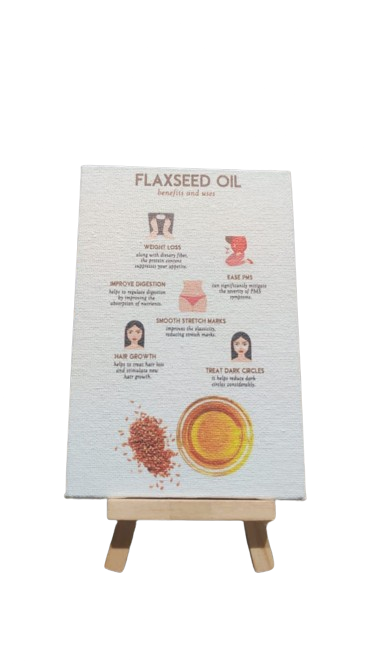 FLAXSEED OIL
benefits and uses
WEIGHT LOSS
along with dietary fiber,
the protein content
suppresses your appetite.
EASE PMS
can significantly mitigate
the severity of PMS
symptoms.
IMPROVE DIGESTION
helps to regulate digestion
by improving the
absorption of nutrients.
SMOOTH STRETCH MARKS
improves the elasticity,
reducing stretch marks.
HAIR GROWTH
helps to treat hair loss
and stimulate new
hair growth.
TREAT DARK CIRCLES
it helps reduce dark
circles considerably.